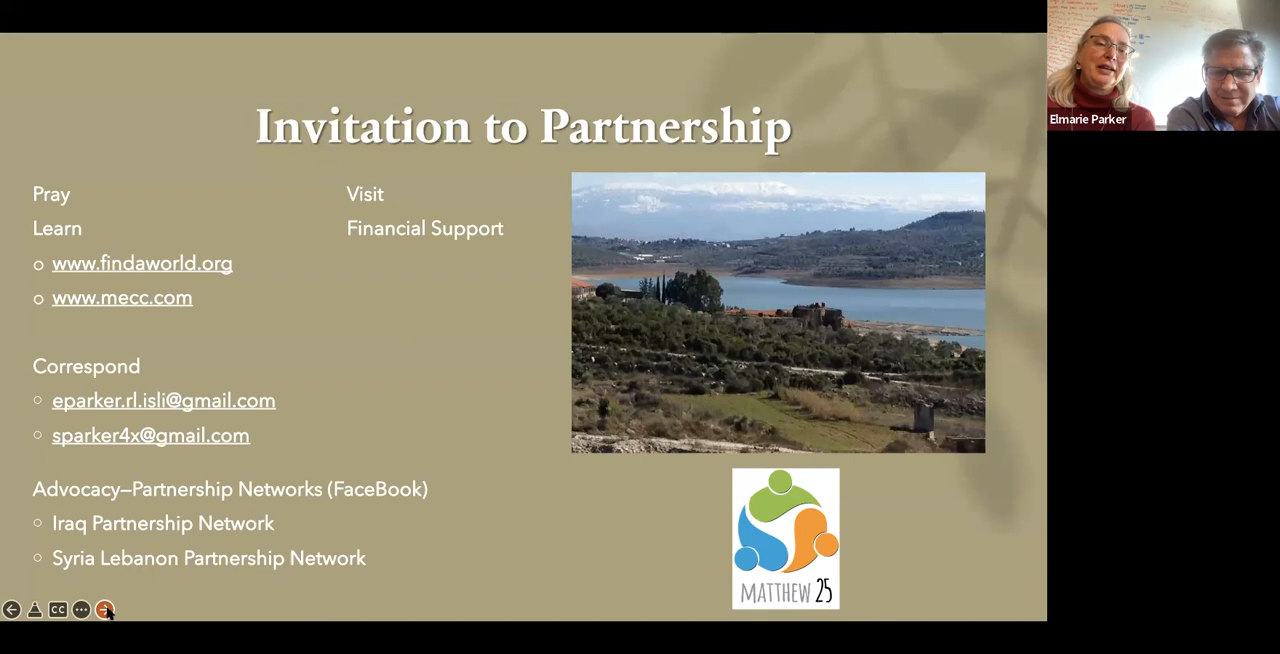 Invitation to Partnership
Pray
Learn
www.findaworld.org
www.mecc.com
Correspond
eparker.rl.isli@gmail.com
sparker4x@gmail.com
Advocacy—Partnership Networks (FaceBook)
Iraq Partnership Network
Syria Lebanon Partnership Network
Visit
Financial Support
MATTHEW 25
CC
Elmarie Parker